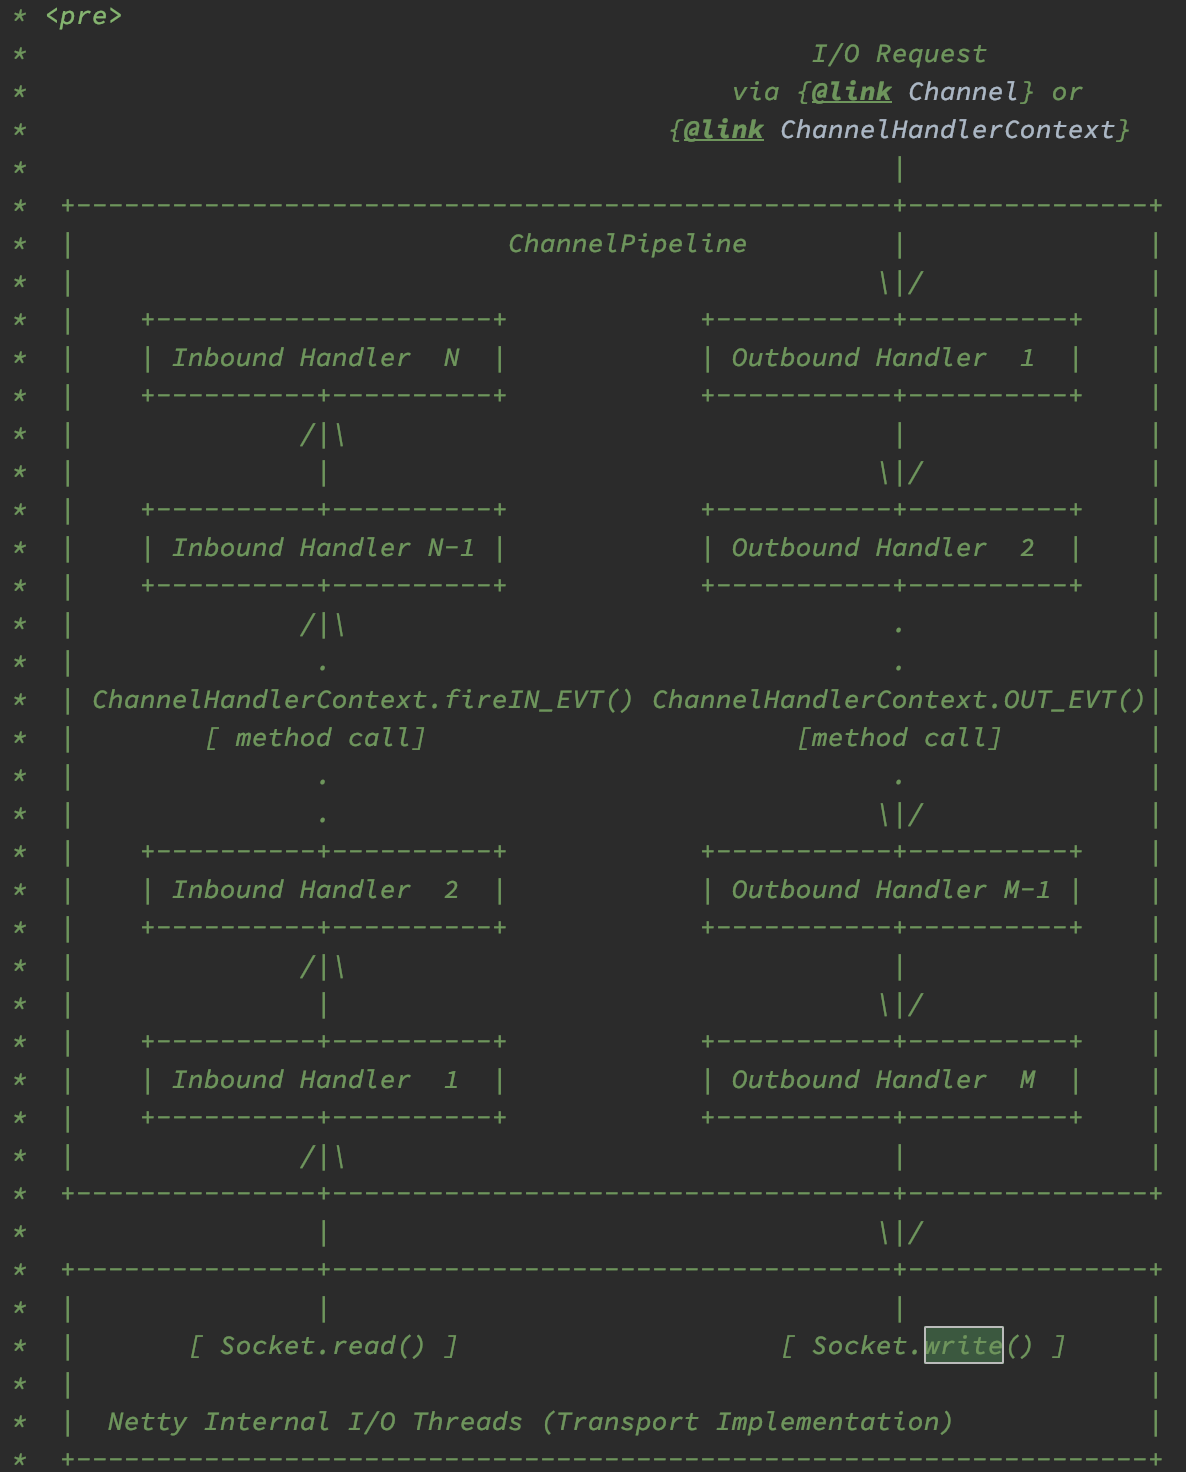 * <pre>
*                                                 I/O Request
*                                            via {@link Channel} or
*                                        {@link ChannelHandlerContext}
*                                                      |
*  +---------------------------------------------------+---------------+
*  |                           ChannelPipeline         |               |
*  |                                                  \|/              |
*  |    +---------------------+            +-----------+----------+    |
*  |    | Inbound Handler  N  |            | Outbound Handler  1  |    |
*  |    +----------+----------+            +-----------+----------+    |
*  |              /|\                                  |               |
*  |               |                                  \|/              |
*  |    +----------+----------+            +-----------+----------+    |
*  |    | Inbound Handler N-1 |            | Outbound Handler  2  |    |
*  |    +----------+----------+            +-----------+----------+    |
*  |              /|\                                  .               |
*  |               .                                   .               |
*  | ChannelHandlerContext.fireIN_EVT() ChannelHandlerContext.OUT_EVT()|
*  |        [ method call]                       [method call]         |
*  |               .                                   .               |
*  |               .                                  \|/              |
*  |    +----------+----------+            +-----------+----------+    |
*  |    | Inbound Handler  2  |            | Outbound Handler M-1 |    |
*  |    +----------+----------+            +-----------+----------+    |
*  |              /|\                                  |               |
*  |               |                                  \|/              |
*  |    +----------+----------+            +-----------+----------+    |
*  |    | Inbound Handler  1  |            | Outbound Handler  M  |    |
*  |    +----------+----------+            +-----------+----------+    |
*  |              /|\                                  |               |
*  +---------------+-----------------------------------+---------------+
*                  |                                  \|/
*  +---------------+-----------------------------------+---------------+
*  |               |                                   |               |
*  |       [ Socket.read() ]                    [ Socket.write() ]     |
*  |                                                                   |
*  |  Netty Internal I/O Threads (Transport Implementation)            |
*  +-------------------------------------------------------------------+